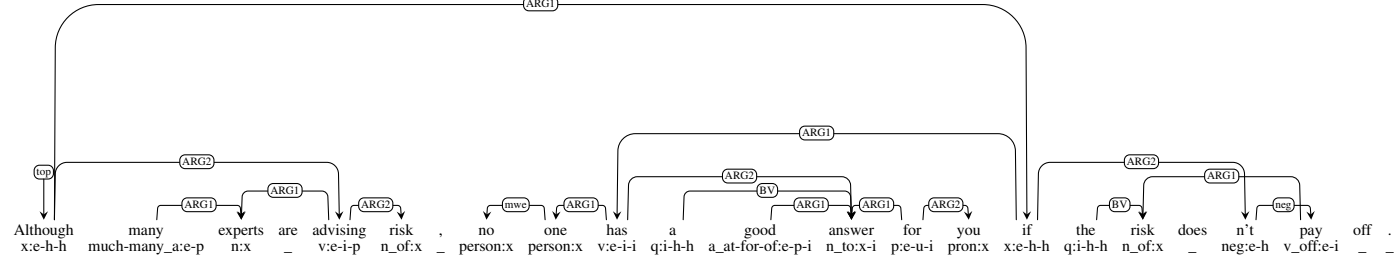 ARG1
ARG1
top
ARG2
ARG2
ARG1
ARG2
ARG1
BV
ARG1
ARG2
mwe
ARG1
ARG1
ARG1
ARG2
BV
neg
Although many experts are advising risk , no one has a good answer for you if the risk does n't pay off .
x:e-h-h much-many_a:e-p n:x _ v:e-i-p n_of:x _ person:x person:x v:e-i-i q:i-h-h a_at-for-of:e-p-i n_to:x-i p:e-u-i pron:x x:e-h-h q:i-h-h n_of:x _ neg:e-h v_off:e-i _ _